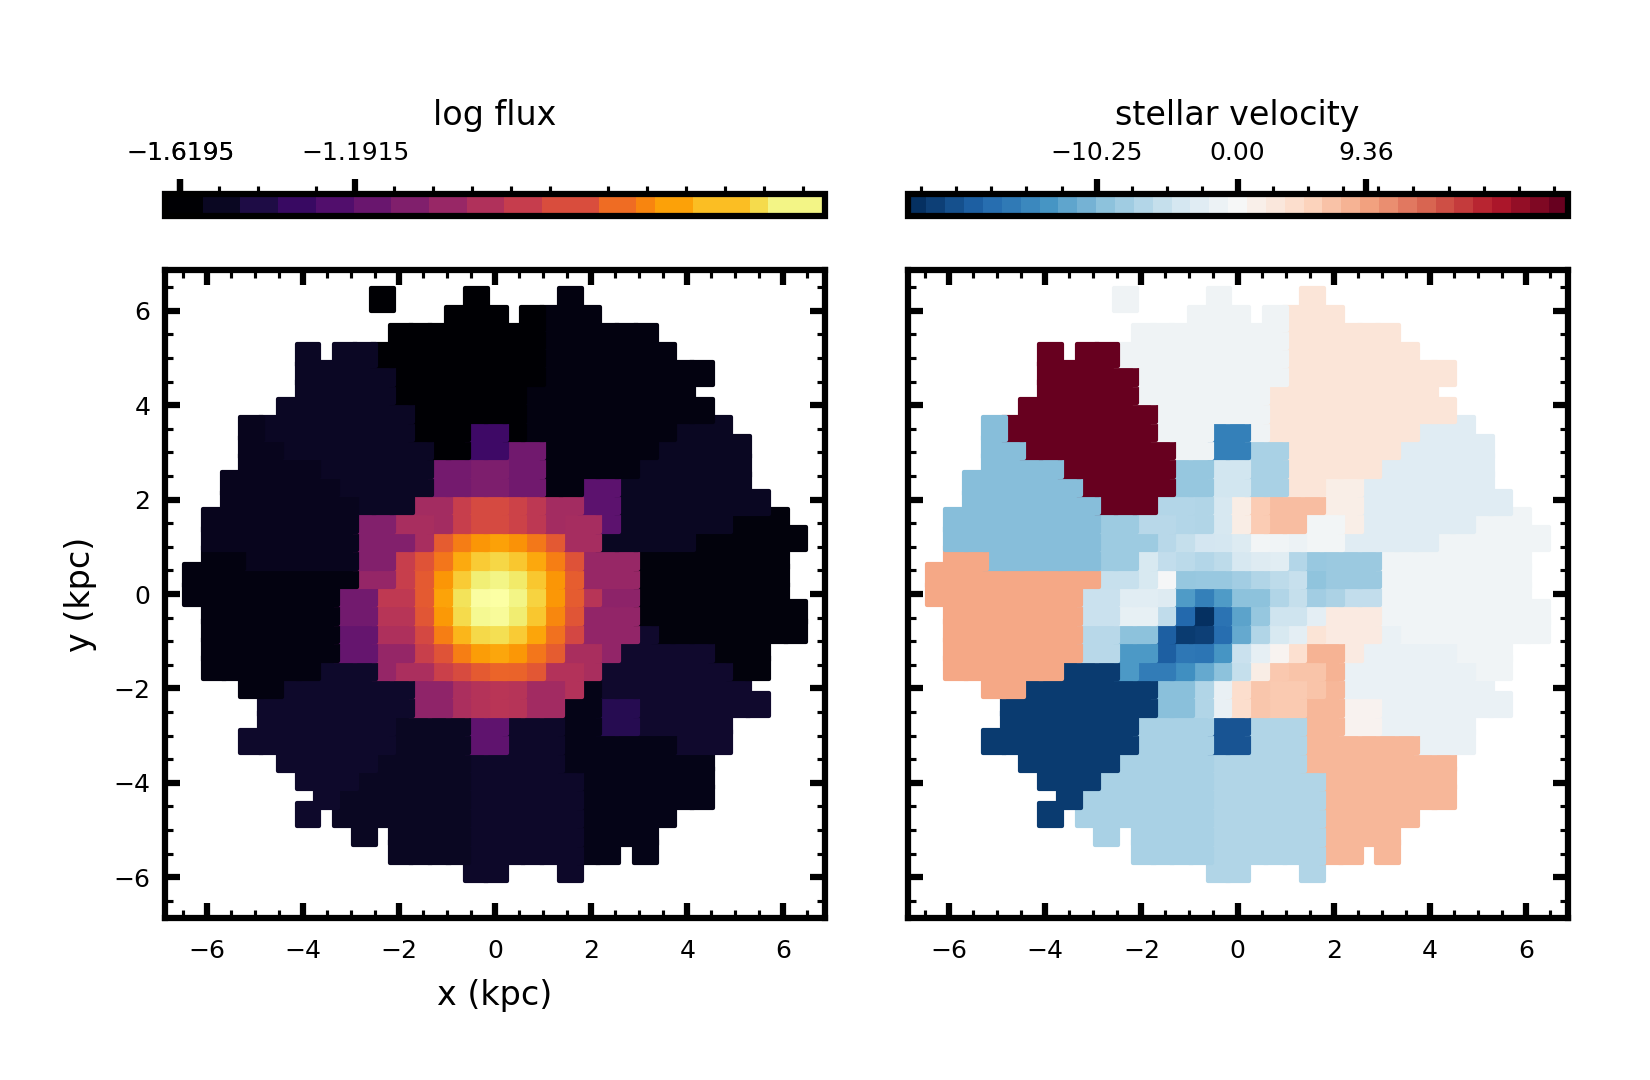 log flux
stellar velocity
−1.6195 −1.1915
−10.25 0.00 9.36
6
4
2
0
−2
−4
−6
y (kpc)
−6 −4 −2 0 2 4 6
−6 −4 −2 0 2 4 6
x (kpc)